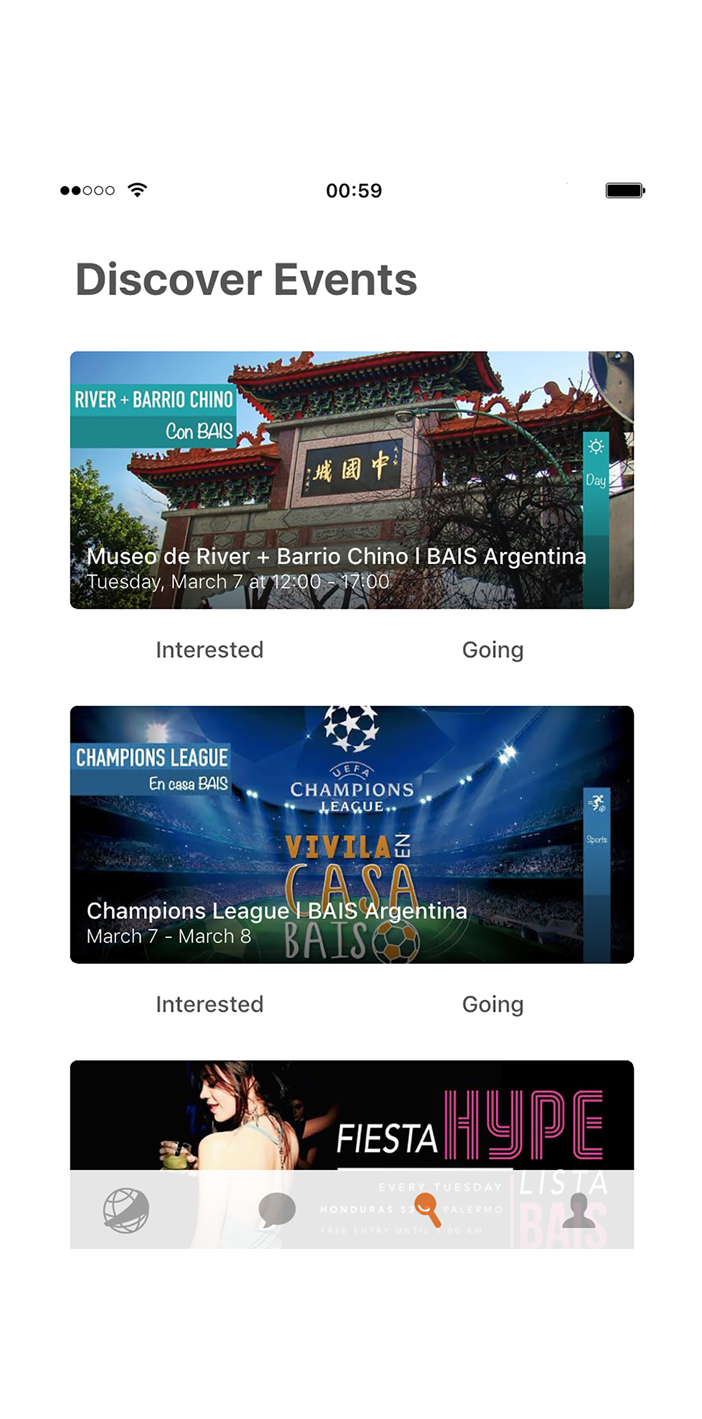 00:59
Discover Events
RIVER + BARRIO CHINO
Con BAIS
中國城
Day
Museo de River + Barrio Chino | BAIS Argentina
Tuesday, March 7 at 12:00 - 17:00
Interested
Going
CHAMPIONS LEAGUE
En casa BAIS
UEFA
CHAMPIONS
LEAGUE
Sports
VIVILA EN
CASA
BAIS
Champions League | BAIS Argentina
March 7 - March 8
Interested
Going
FIESTA HYPE
LISTA
BAIS
EVERY TUESDAY
HONDURAS PALERMO
FREE ENTRY UNTIL AM